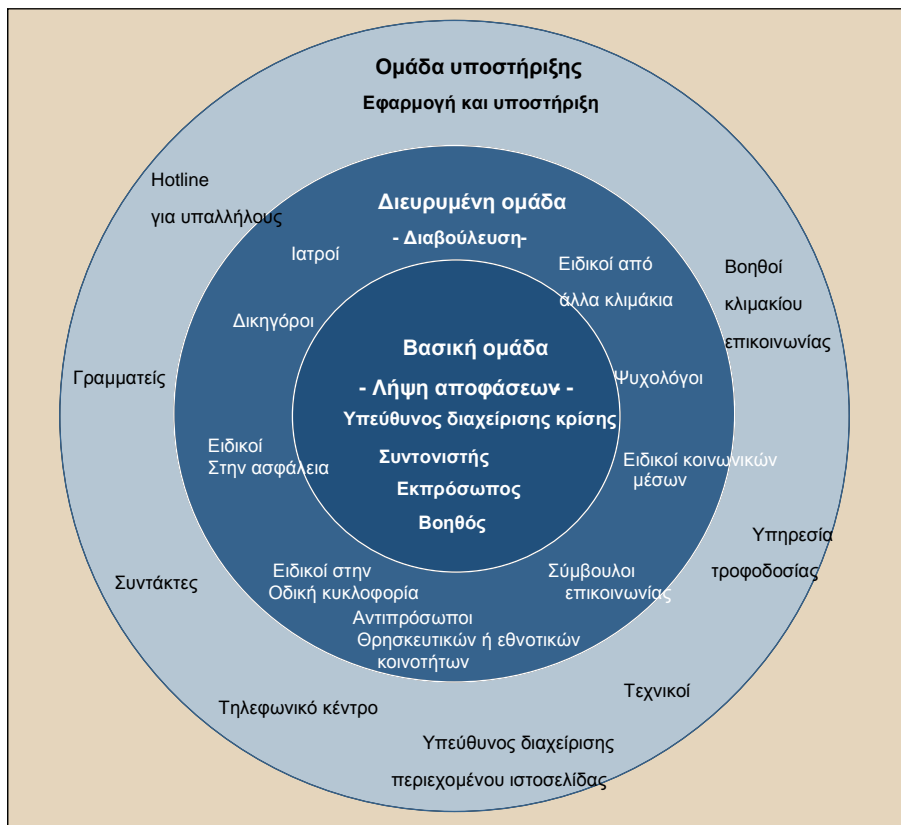 Ομάδα υποστήριξης
Εφαρμογή και υποστήριξη
Hotline
για υπαλλήλους
Διευρυμένη ομάδα
- Διαβούλευση-
Ιατροί
Ειδικοί από
άλλα κλιμάκια
Βοηθοί
κλιμακίου
επικοινωνίας
Δικηγόροι
Βασική ομάδα
- Λήψη αποφάσεων- -
Υπεύθυνος διαχείρισης κρίσης
Συντονιστής
Εκπρόσωπος
Βοηθός
Γραμματείς
Ψυχολόγοι
Ειδικοί
Στην ασφάλεια
Ειδικοί κοινωνικών
μέσων
Υπηρεσία
τροφοδοσίας
Συντάκτες
Ειδικοί στην
Οδική κυκλοφορία
Σύμβουλοι
επικοινωνίας
Αντιπρόσωποι
Θρησκευτικών ή εθνοτικών
κοινοτήτων
Τεχνικοί
Τηλεφωνικό κέντρο
Υπεύθυνος διαχείρισης
περιεχομένου ιστοσελίδας